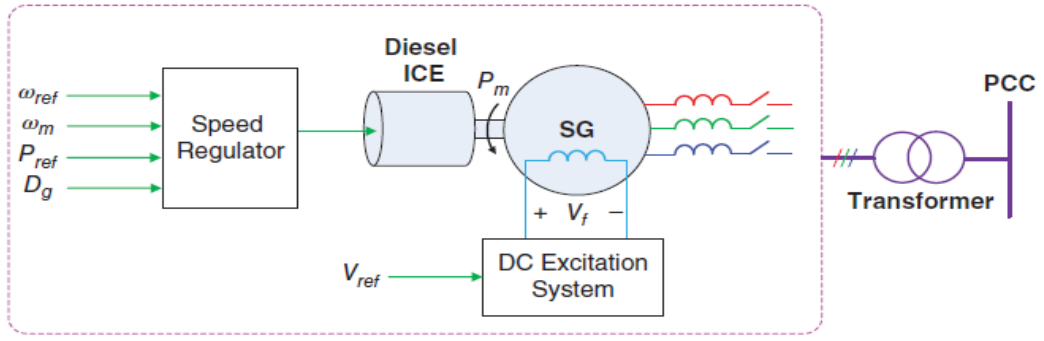 Diesel
ICE
P_m
PCC
ω_ref
ω_m
P_ref
D_g
Speed
Regulator
SG
Transformer
+ V_f −
V_ref
DC Excitation
System